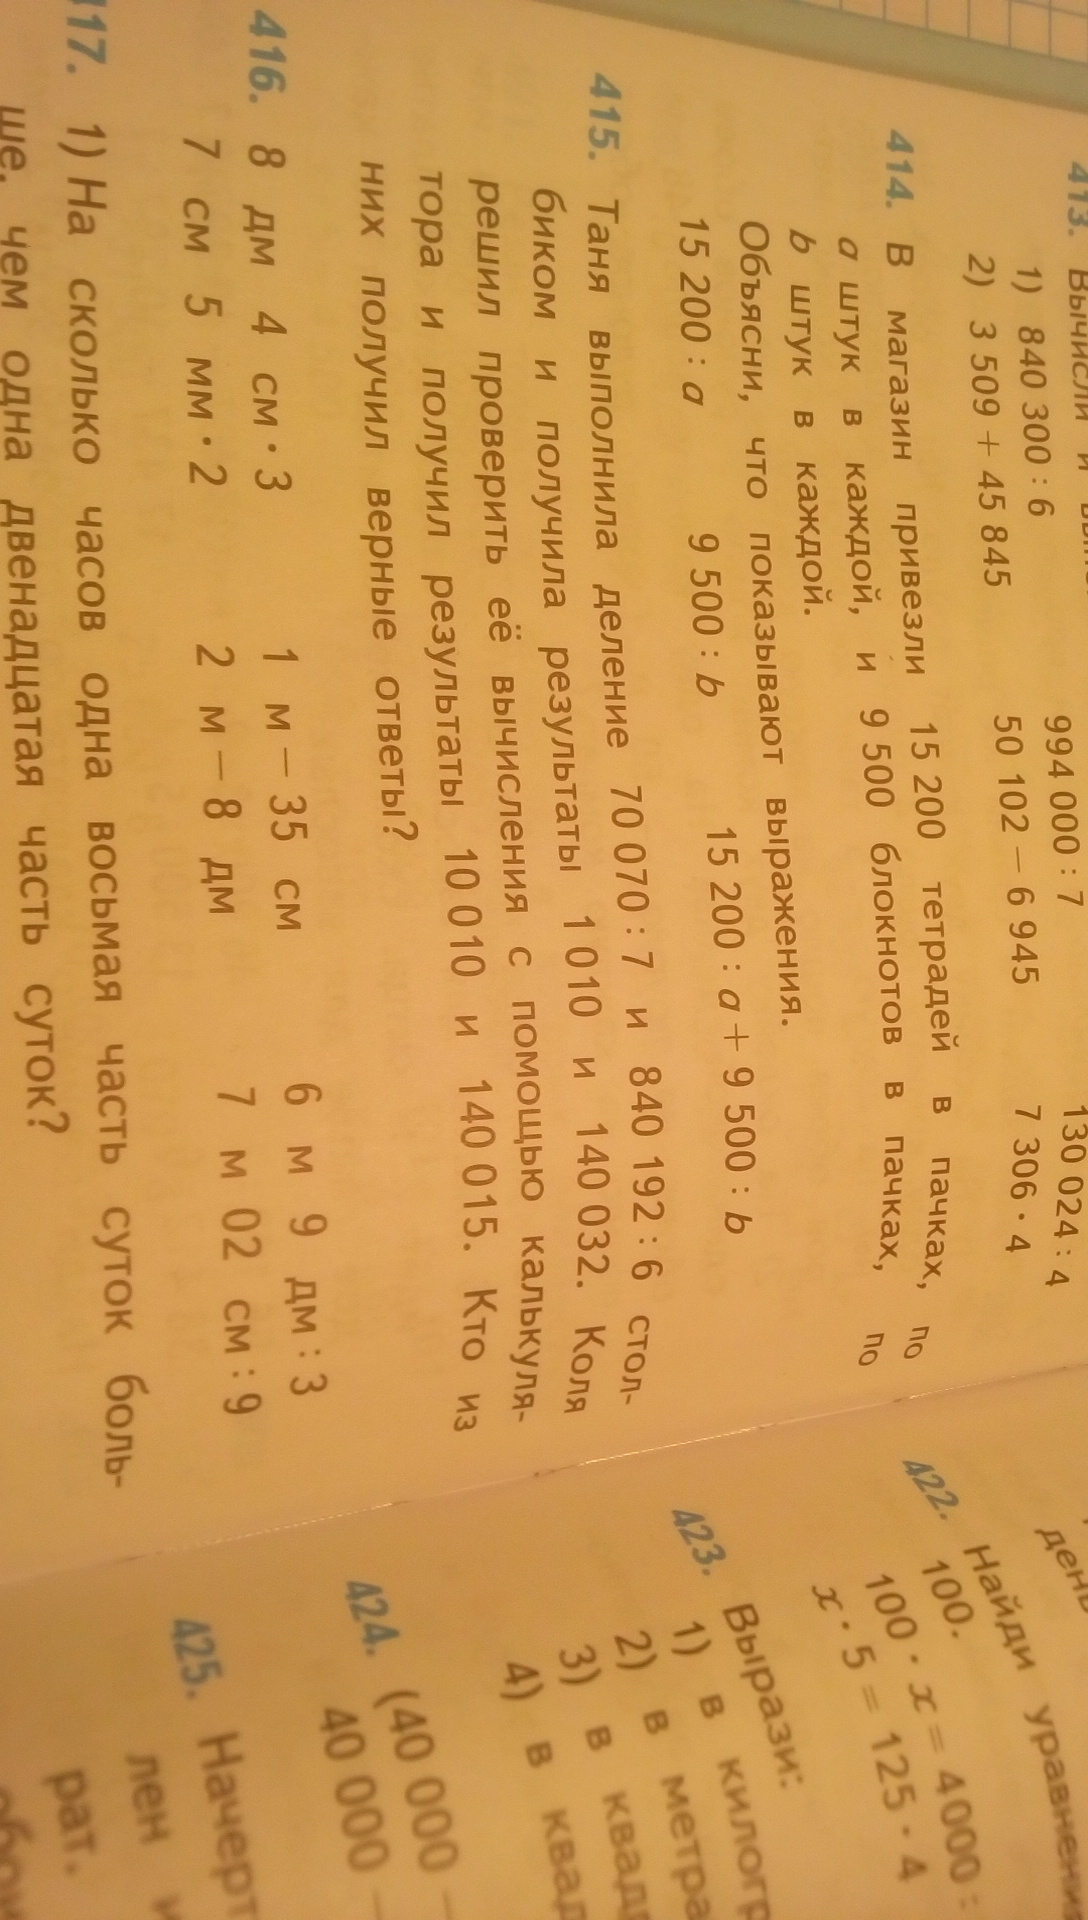 413. Вычисли и
1) 840 300 : 6 994 000 : 7 130 024 : 4
2) 3 509 + 45 845 50 102 − 6 945 7 306 · 4
414. В магазин привезли 15 200 тетрадей в пачках, по
a штук в каждой, и 9 500 блокнотов в пачках, по
b штук в каждой.
Объясни, что показывают выражения.
15 200 : a 9 500 : b 15 200 : a + 9 500 : b
415. Таня выполнила деление 70 070 : 7 и 840 192 : 6 стол-
биком и получила результаты 1 010 и 140 032. Коля
решил проверить её вычисления с помощью калькуля-
тора и получил результаты 10 010 и 140 015. Кто из
них получил верные ответы?
416. 8 дм 4 см · 3 1 м − 35 см 6 м 9 дм : 3
7 см 5 мм · 2 2 м − 8 дм 7 м 02 см : 9
17. 1) На сколько часов одна восьмая часть суток боль-
ше, чем одна двенадцатая часть суток?
422. Найди уравнения
100.
100 · x = 4000 :
x · 5 = 125 · 4
423. Вырази:
1) в килогр
2) в метра
3) в квад
4) в квад
424. (40 000 −
40 000 −
425. Начерт
лен
рат.